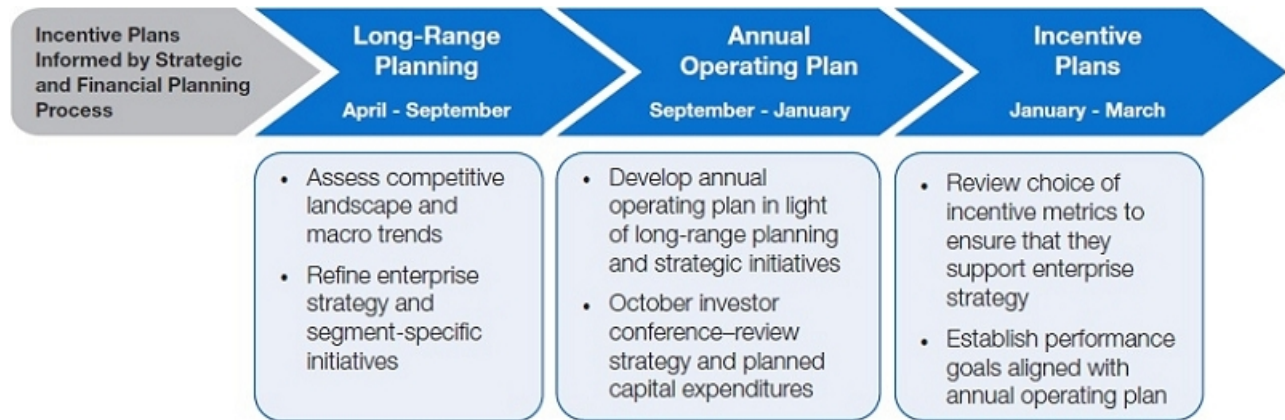 Incentive Plans
Informed by Strategic
and Financial Planning
Process
Long-Range
Planning
April - September
Annual
Operating Plan
September - January
Incentive
Plans
January - March
• Assess competitive
landscape and
macro trends
• Refine enterprise
strategy and
segment-specific
initiatives
• Develop annual
operating plan in light
of long-range planning
and strategic initiatives
• October investor
conference–review
strategy and planned
capital expenditures
• Review choice of
incentive metrics to
ensure that they
support enterprise
strategy
• Establish performance
goals aligned with
annual operating plan